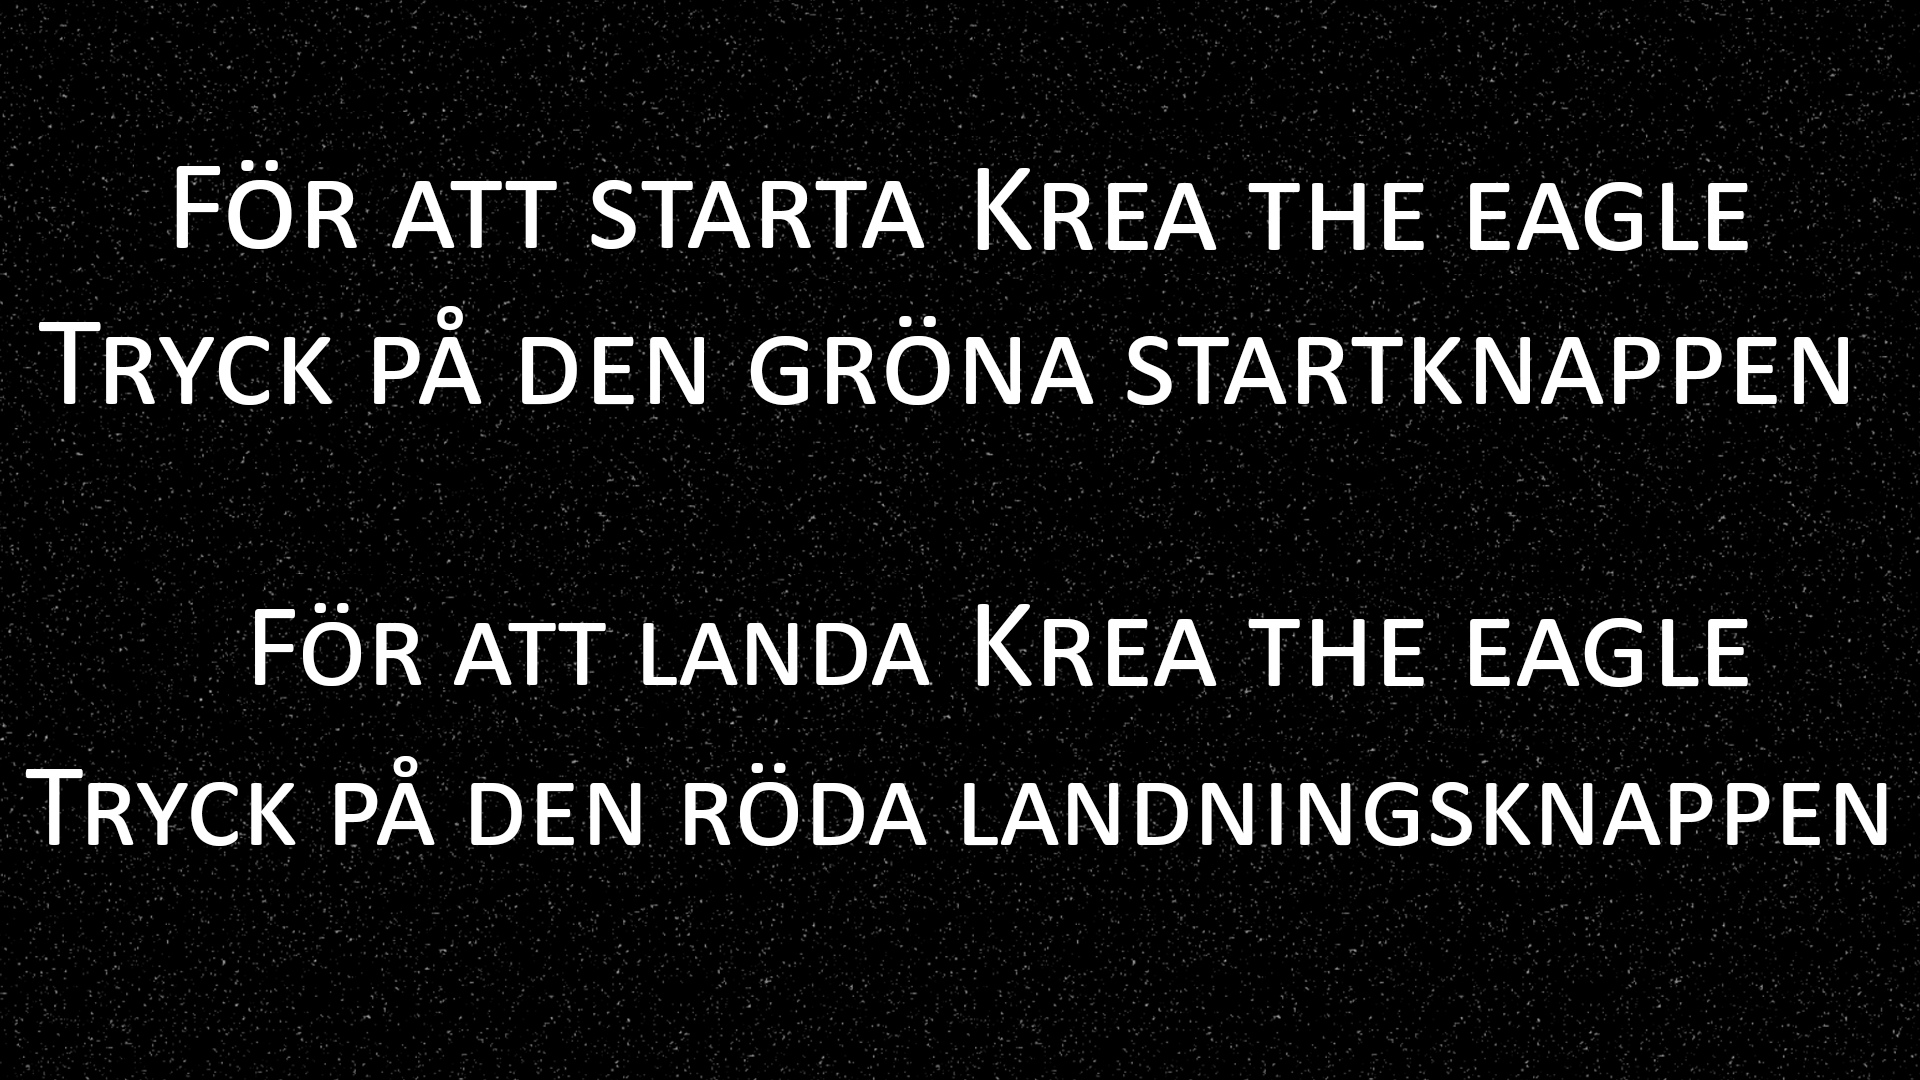 För att starta Krea the eagle
Tryck på den gröna startknappen
För att landa Krea the eagle
Tryck på den röda landningsknappen